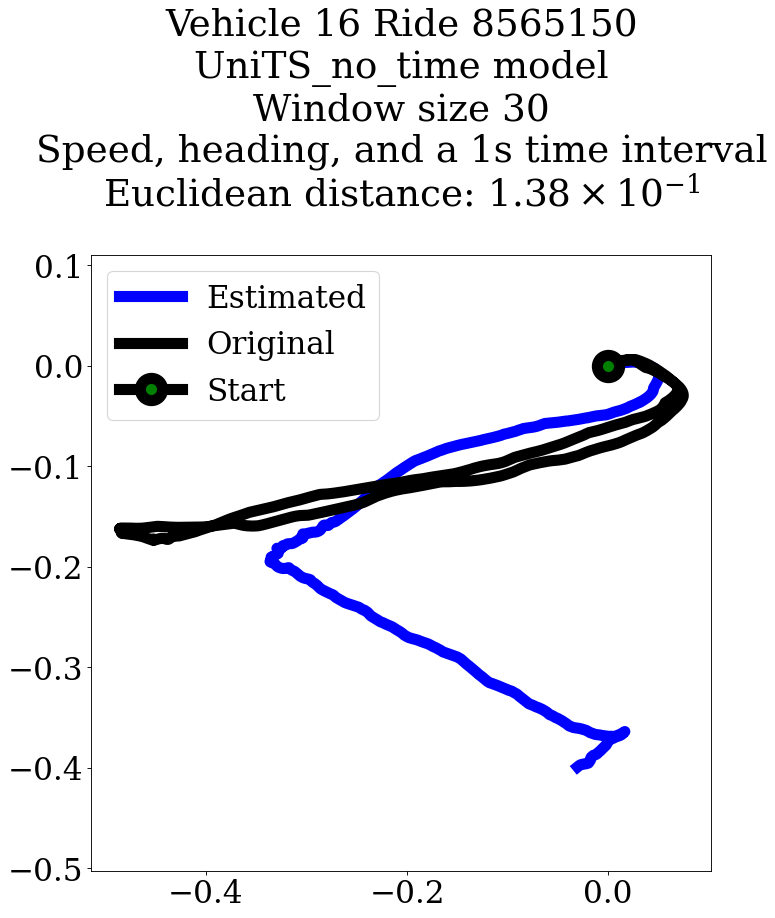 Vehicle 16 Ride 8565150
UniTS_no_time model
Window size 30
Speed, heading, and a 1s time interval
Euclidean distance: 1.38 × 10⁻¹
Estimated
Original
Start
0.1
0.0
−0.1
−0.2
−0.3
−0.4
−0.5
−0.4
−0.2
0.0